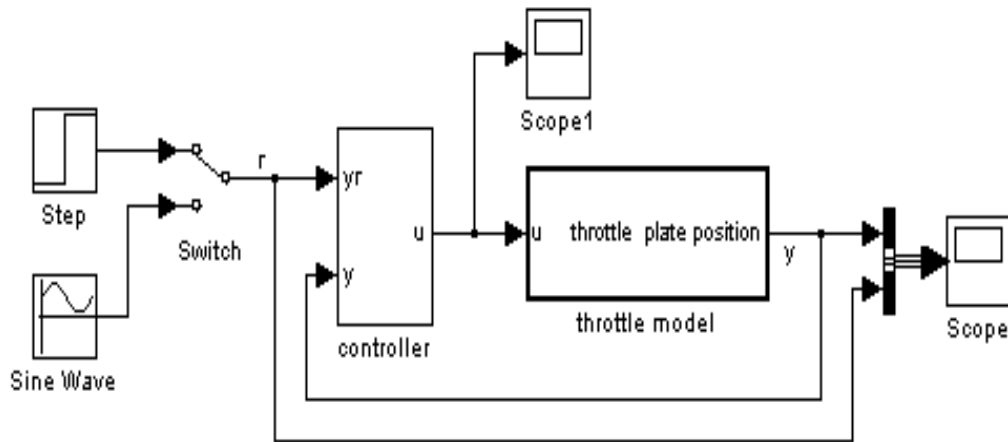 Scope1
Step
r
yr
u
u
throttle plate position
y
Switch
y
throttle model
Scope
controller
Sine Wave